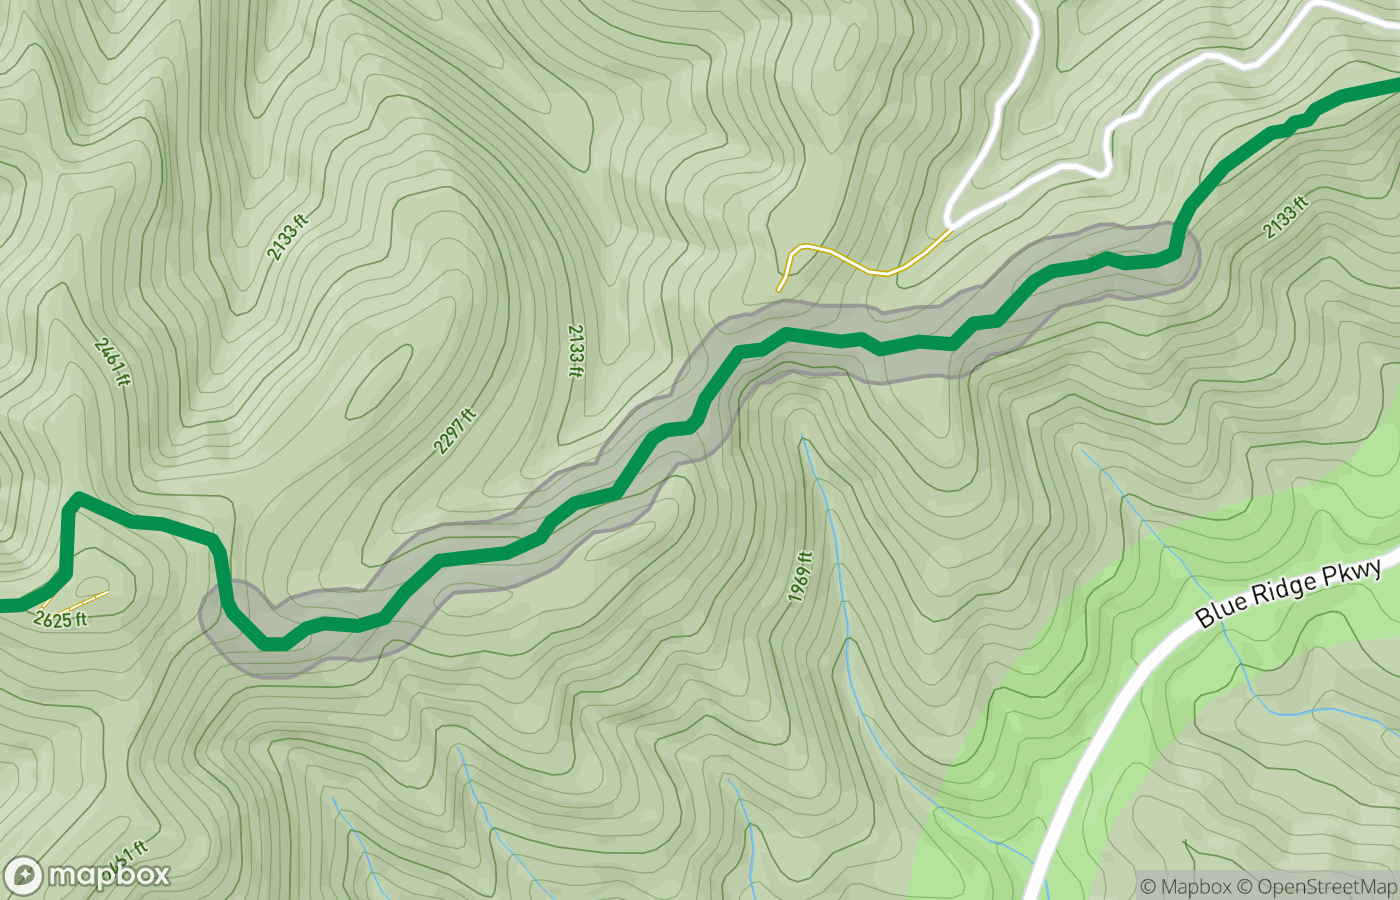 2133 ft
2133 ft
2133 ft
2461 ft
2297 ft
1969 ft
Blue Ridge Pkwy
2625 ft
mapbox
© Mapbox © OpenStreetMap